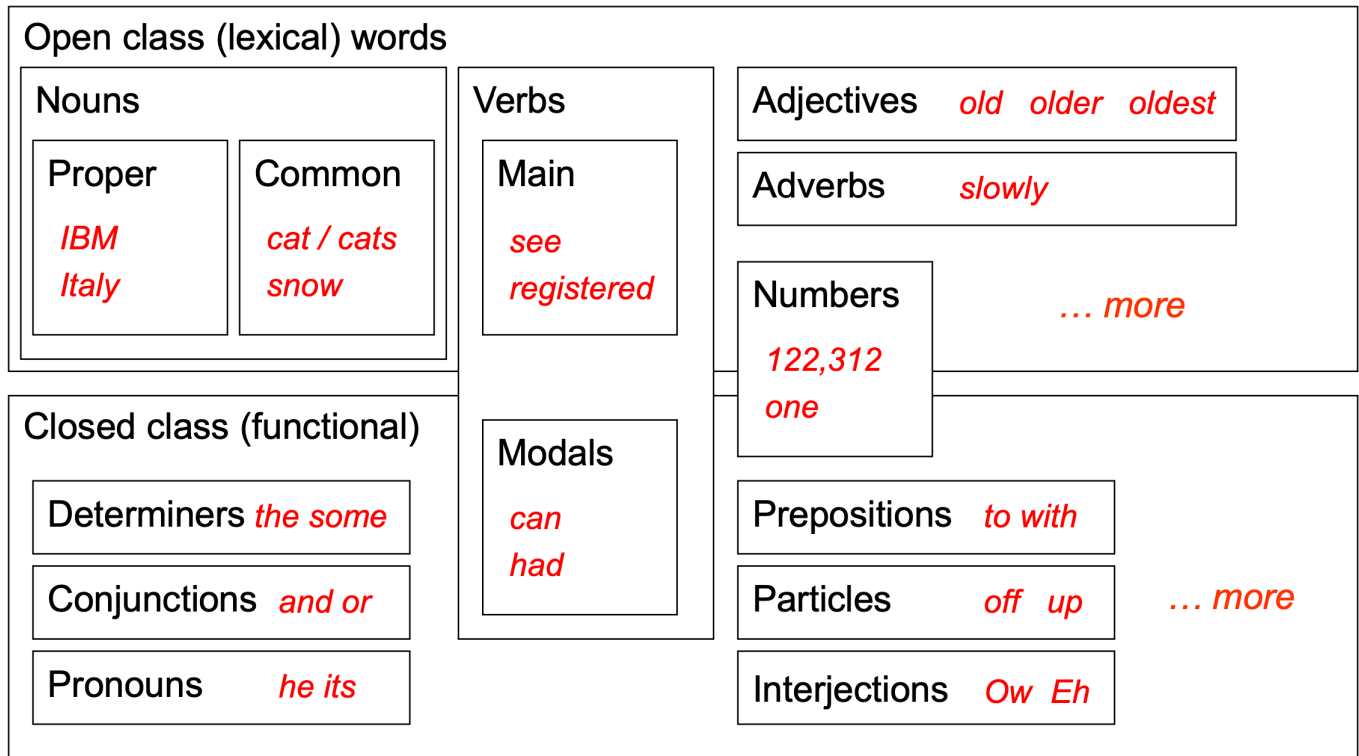 Open class (lexical) words
Nouns
Proper
IBM
Italy
Common
cat / cats
snow
Verbs
Main
see
registered
Adjectives old older oldest
Adverbs slowly
Numbers
122,312
one
… more
Closed class (functional)
Determiners the some
Conjunctions and or
Pronouns he its
Modals
can
had
Prepositions to with
Particles off up
Interjections Ow Eh
… more